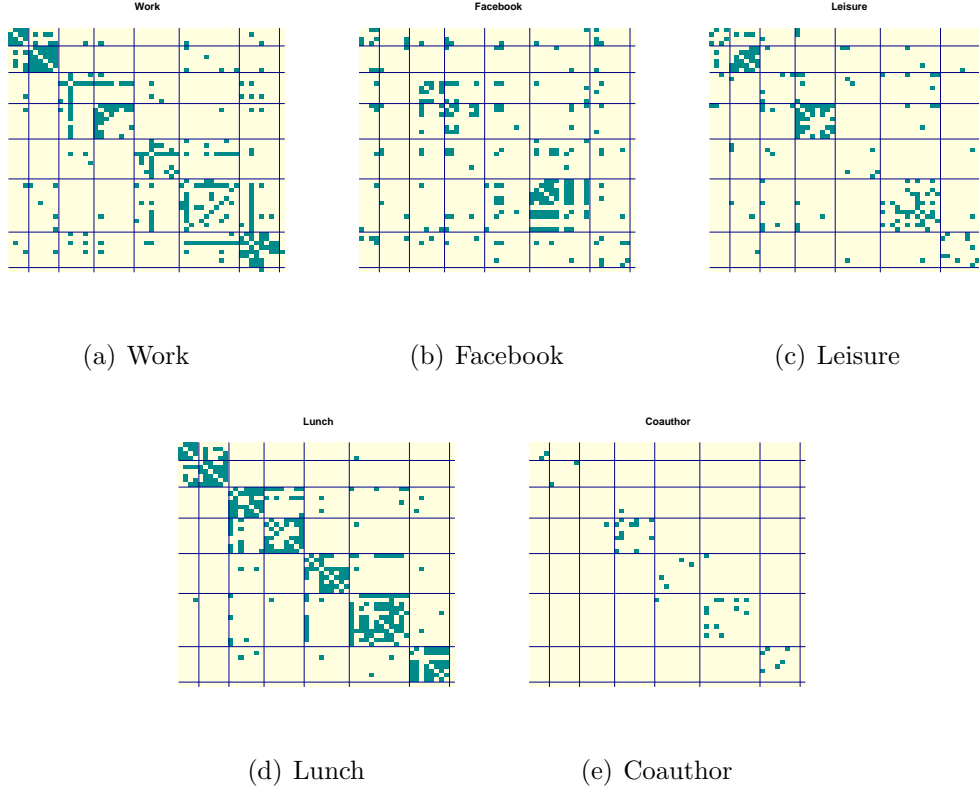 Work
Facebook
Leisure
(a) Work
(b) Facebook
(c) Leisure
Lunch
Coauthor
(d) Lunch
(e) Coauthor